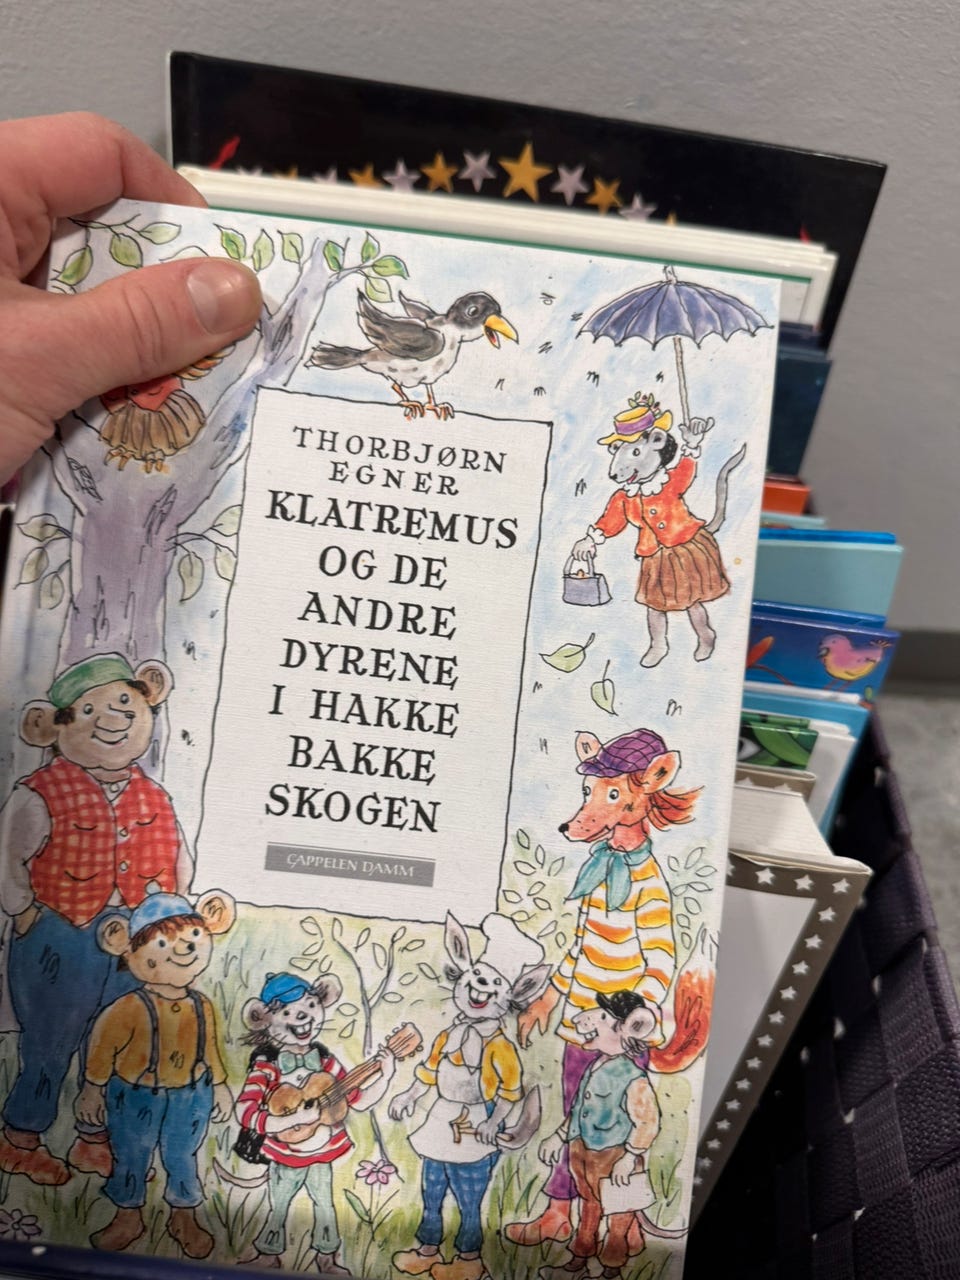 THORBJØRN
EGNER
KLATREMUS
OG DE
ANDRE
DYRENE
I HAKKE
BAKKE
SKOGEN
CAPPELEN DAMM